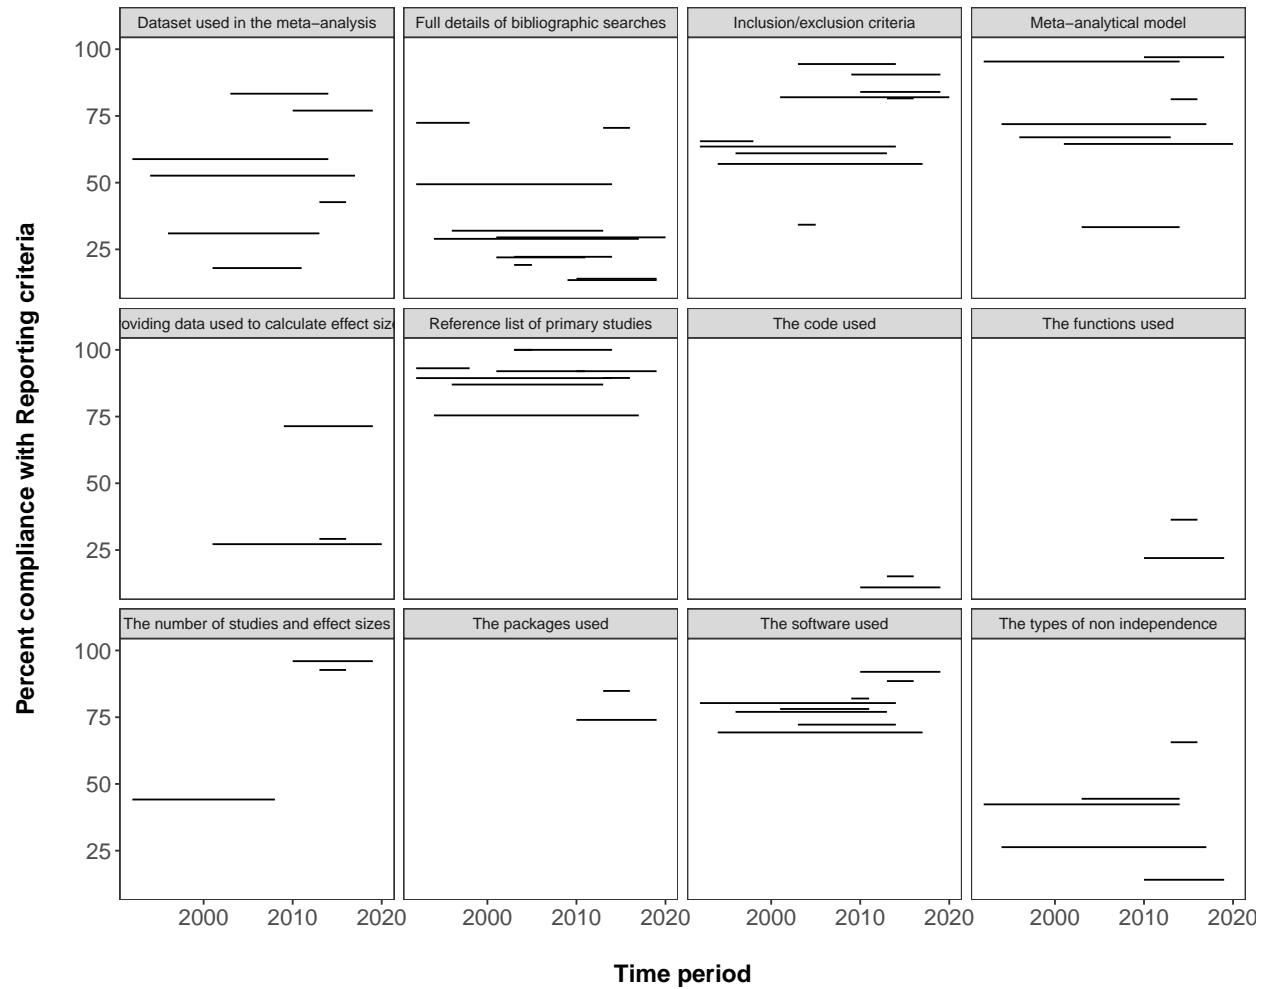 Dataset used in the meta−analysis
Full details of bibliographic searches
Inclusion/exclusion criteria
Meta−analytical model
100
75
50
25
oviding data used to calculate effect size
Reference list of primary studies
The code used
The functions used
100
75
50
25
The number of studies and effect sizes
The packages used
The software used
The types of non independence
100
75
50
25
2000 2010 2020
2000 2010 2020
2000 2010 2020
2000 2010 2020
Percent compliance with Reporting criteria
Time period